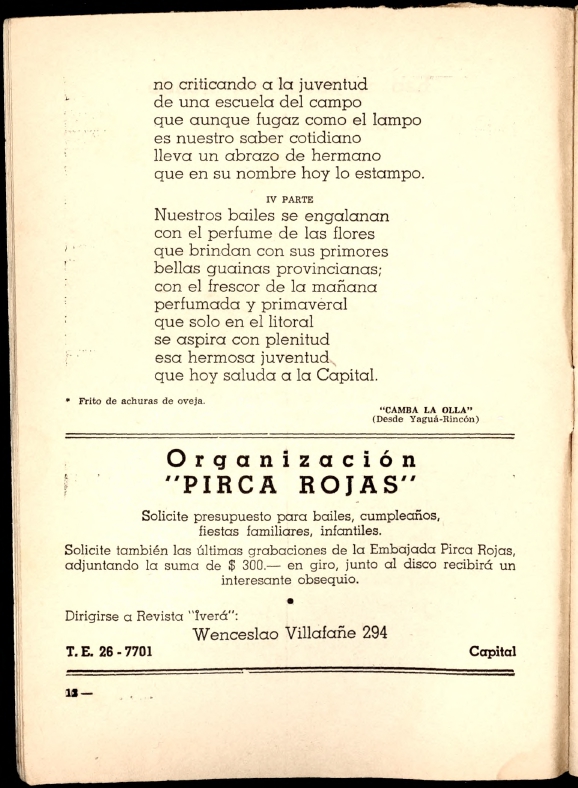 no criticando a la juventud
de una escuela del campo
que aunque fugaz como el lampo
es nuestro saber cotidiano
lleva un abrazo de hermano
que en su nombre hoy lo estampo.
IV PARTE
Nuestros bailes se engalanan
con el perfume de las flores
que brindan con sus primores
bellas guainas provincianas;
con el frescor de la mañana
perfumada y primaveral
que solo en el litoral
se aspira con plenitud
esa hermosa juventud
que hoy saluda a la Capital.
* Frito de achuras de oveja.
"CAMBA LA OLLA"
(Desde Yaguá-Rincón)
Organización
"PIRCA ROJAS"
Solicite presupuesto para bailes, cumpleaños,
fiestas familiares, infantiles.
Solicite también las últimas grabaciones de la Embajada Pirca Rojas,
adjuntando la suma de $ 300.— en giro, junto al disco recibirá un
interesante obsequio.
•
Dirigirse a Revista "Iverá":
Wenceslao Villafañe 294
T. E. 26 - 7701 Capital
12 —